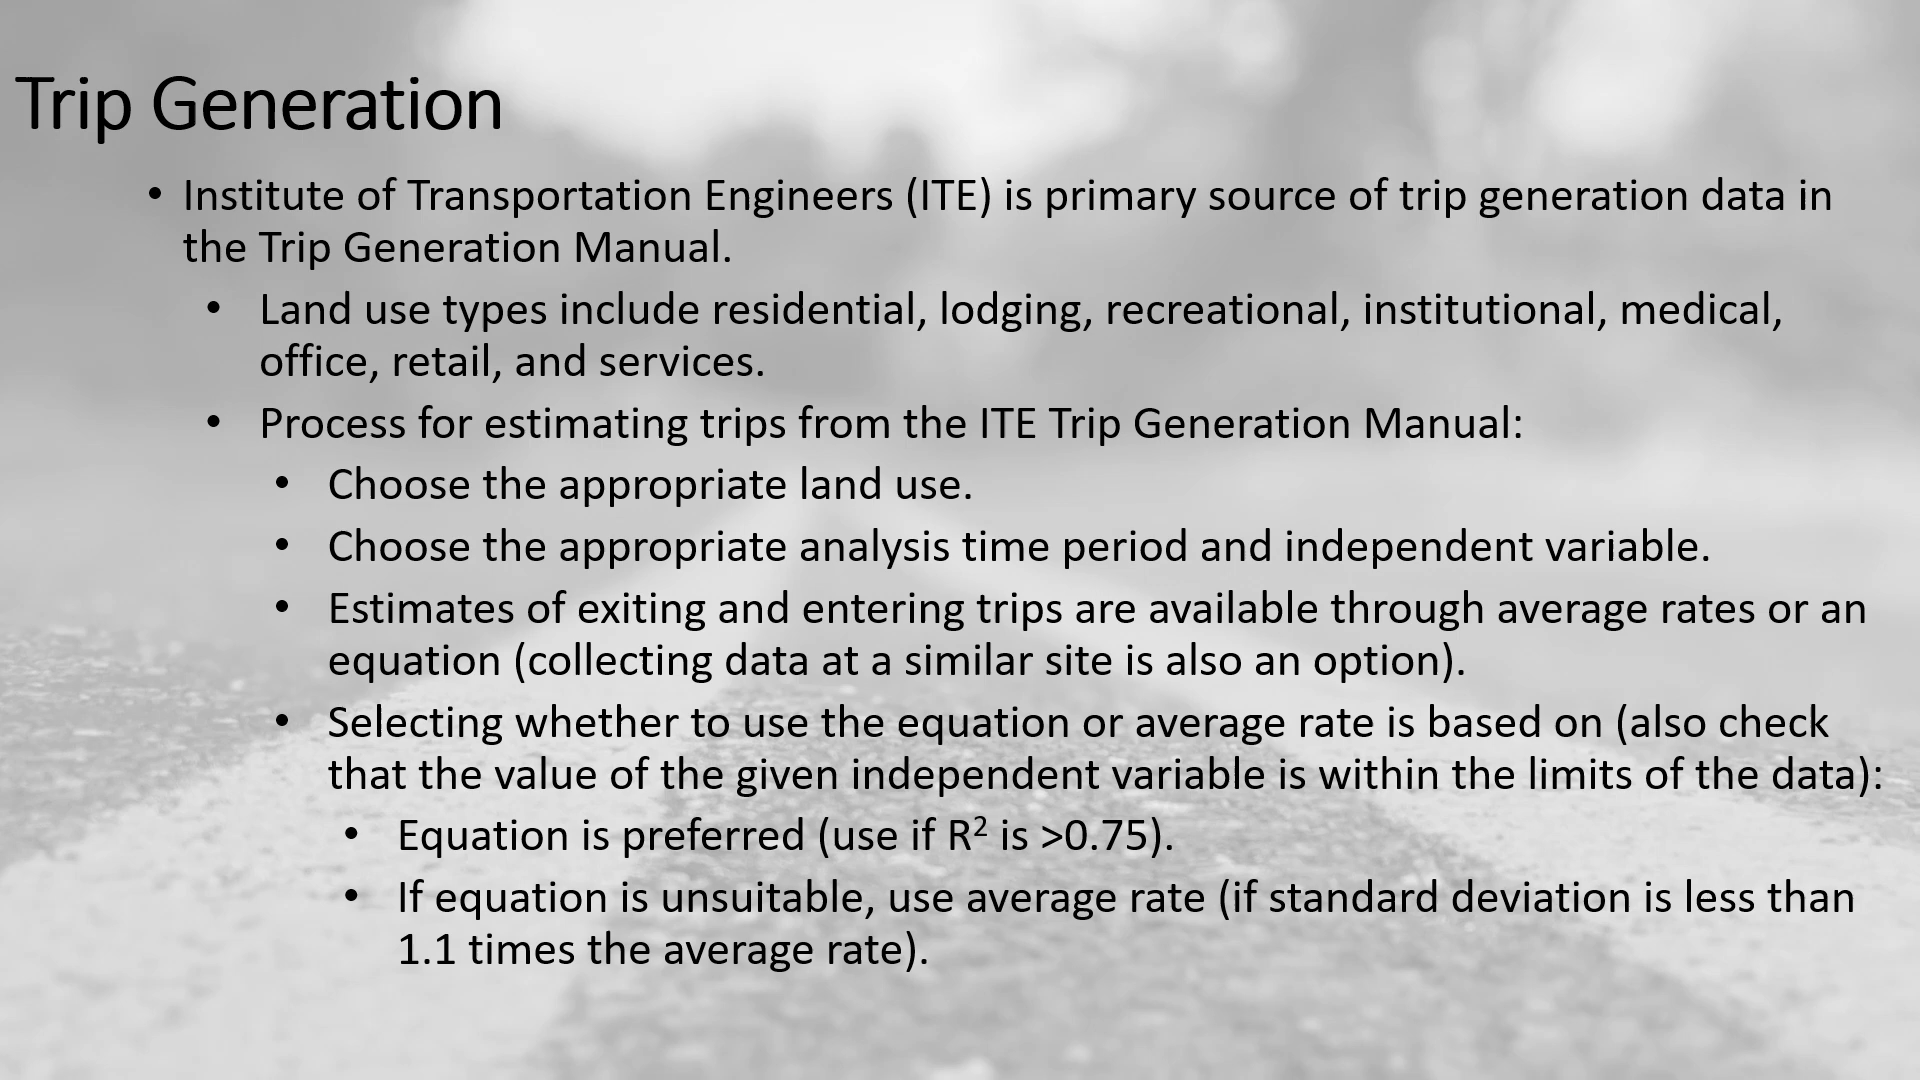 Trip Generation
• Institute of Transportation Engineers (ITE) is primary source of trip generation data in
the Trip Generation Manual.
• Land use types include residential, lodging, recreational, institutional, medical,
office, retail, and services.
• Process for estimating trips from the ITE Trip Generation Manual:
• Choose the appropriate land use.
• Choose the appropriate analysis time period and independent variable.
• Estimates of exiting and entering trips are available through average rates or an
equation (collecting data at a similar site is also an option).
• Selecting whether to use the equation or average rate is based on (also check
that the value of the given independent variable is within the limits of the data):
• Equation is preferred (use if R² is >0.75).
• If equation is unsuitable, use average rate (if standard deviation is less than
1.1 times the average rate).